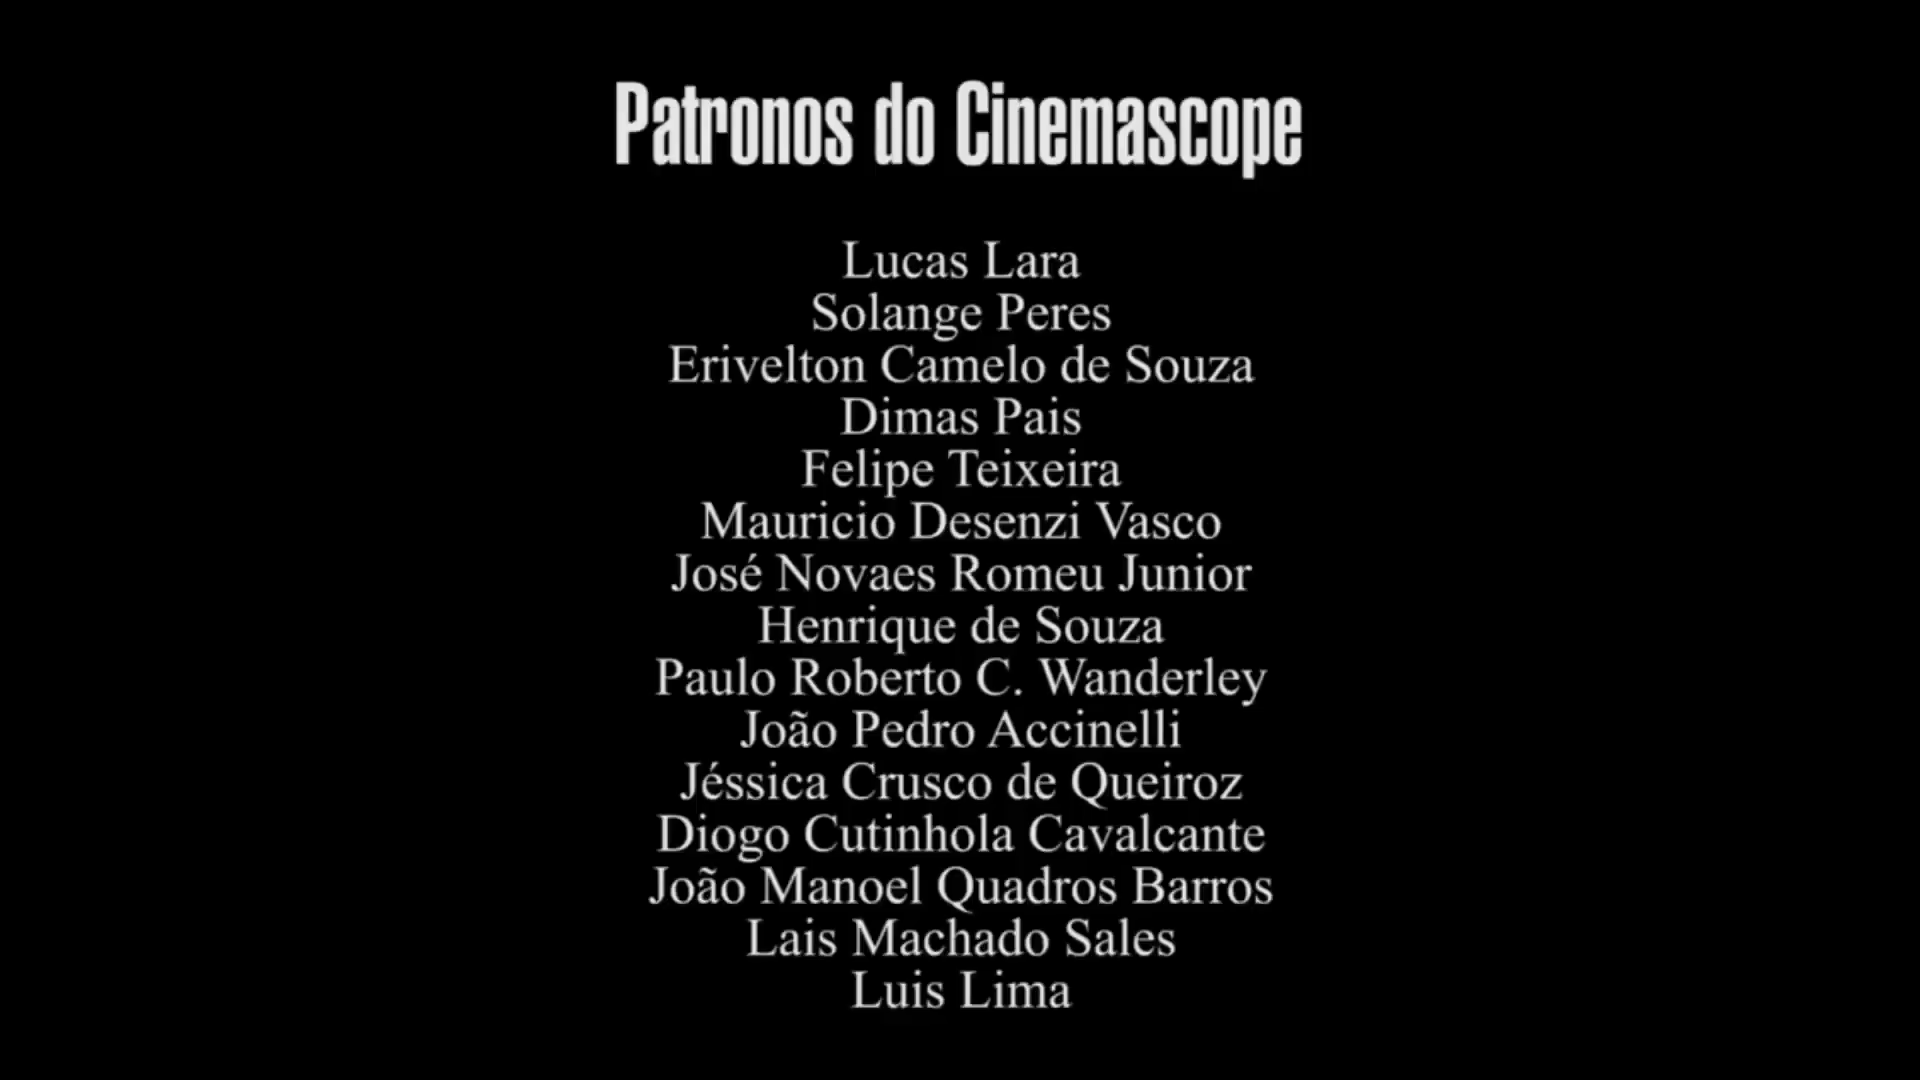 Patronos do Cinemascope
Lucas Lara
Solange Peres
Erivelton Camelo de Souza
Dimas Pais
Felipe Teixeira
Mauricio Desenzi Vasco
José Novaes Romeu Junior
Henrique de Souza
Paulo Roberto C. Wanderley
João Pedro Accinelli
Jéssica Crusco de Queiroz
Diogo Cutinhola Cavalcante
João Manoel Quadros Barros
Lais Machado Sales
Luis Lima